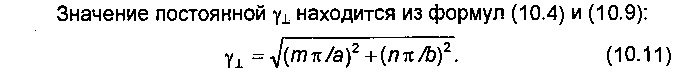 Значение постоянной γ⊥ находится из формул (10.4) и (10.9):
γ⊥ = √(mπ/a)² + (nπ/b)². (10.11)